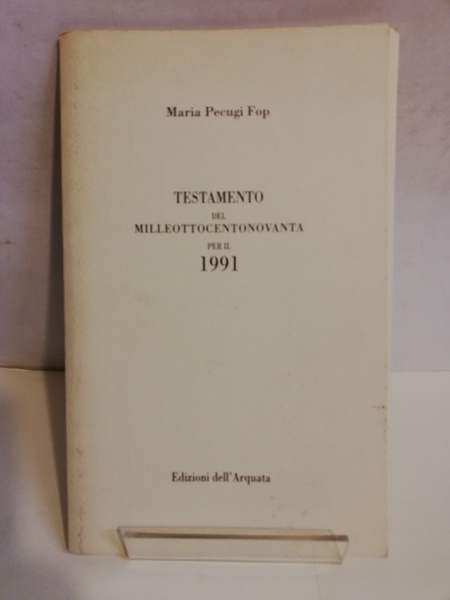 Maria Pecugi Fop
TESTAMENTO
DEL
MILLEOTTOCENTONOVANTA
PER IL
1991
Edizioni dell'Arquata